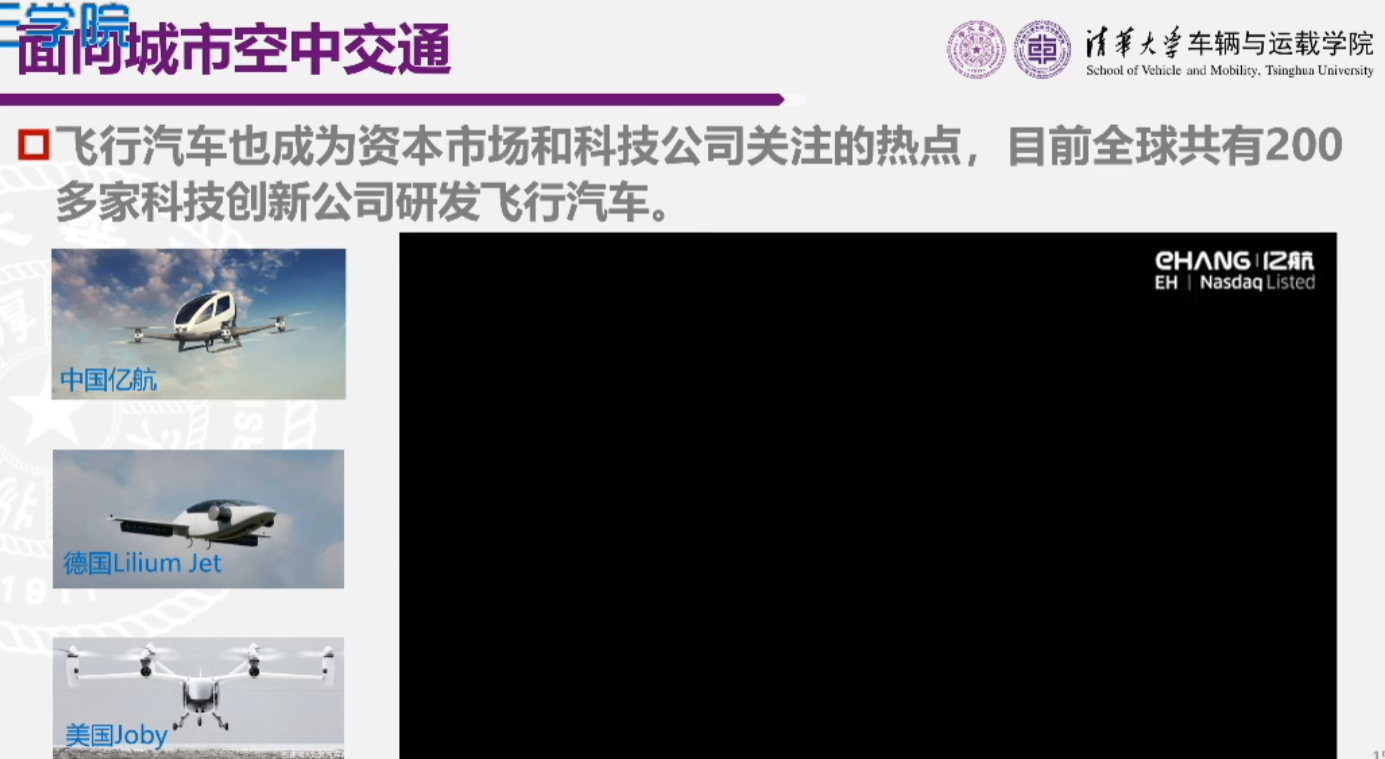 学院
面向城市空中交通
清华大学车辆与运载学院
School of Vehicle and Mobility, Tsinghua University
飞行汽车也成为资本市场和科技公司关注的热点，目前全球共有200
多家科技创新公司研发飞行汽车。
EHANG 亿航
EH | Nasdaq Listed
中国亿航
德国Lilium Jet
美国Joby